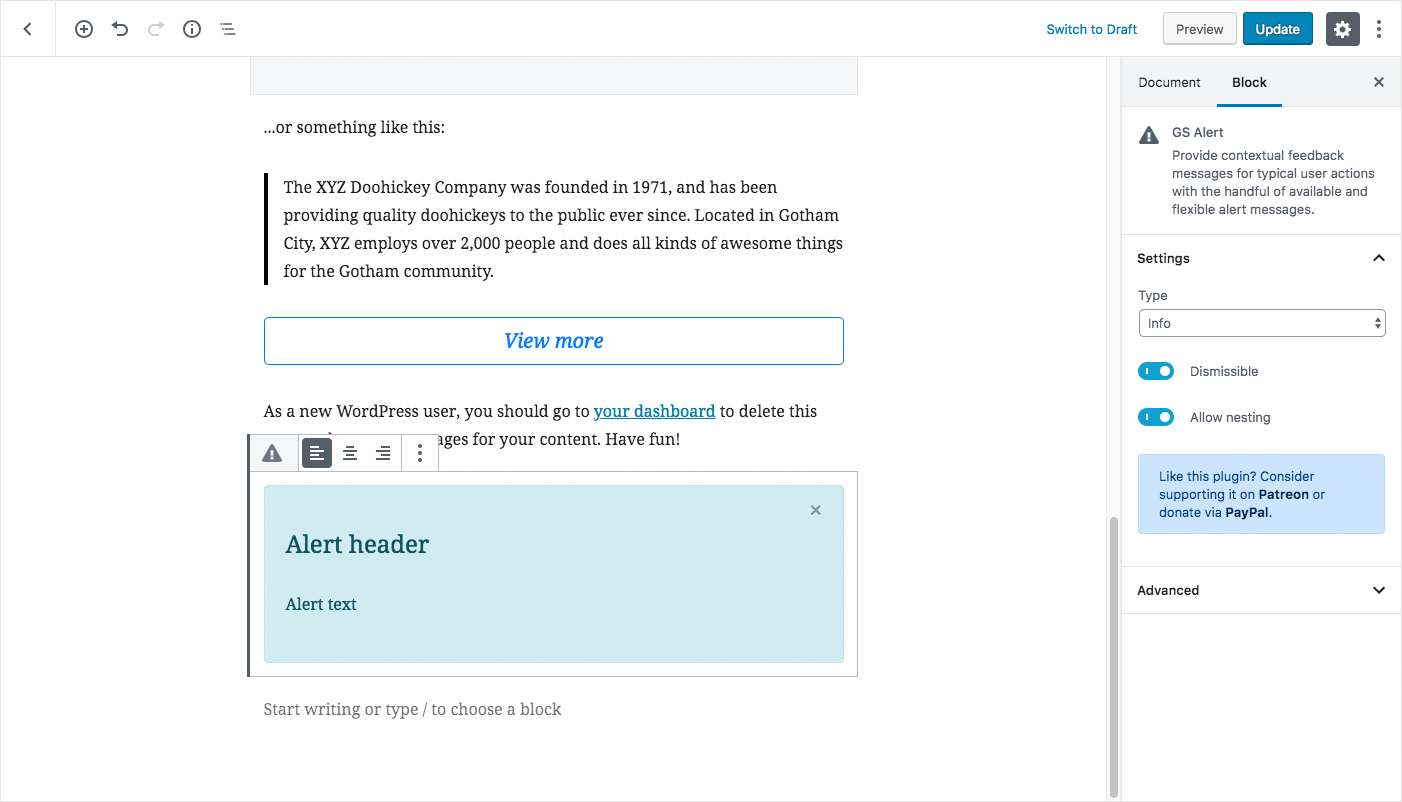 Switch to Draft
Preview
Update
...or something like this:
The XYZ Doohickey Company was founded in 1971, and has been
providing quality doohickeys to the public ever since. Located in Gotham
City, XYZ employs over 2,000 people and does all kinds of awesome things
for the Gotham community.
View more
As a new WordPress user, you should go to your dashboard to delete this
for your content. Have fun!
Alert header
Alert text
Start writing or type / to choose a block
Document
Block
GS Alert
Provide contextual feedback
messages for typical user actions
with the handful of available and
flexible alert messages.
Settings
Type
Info
Dismissible
Allow nesting
Like this plugin? Consider
supporting it on Patreon or
donate via PayPal.
Advanced